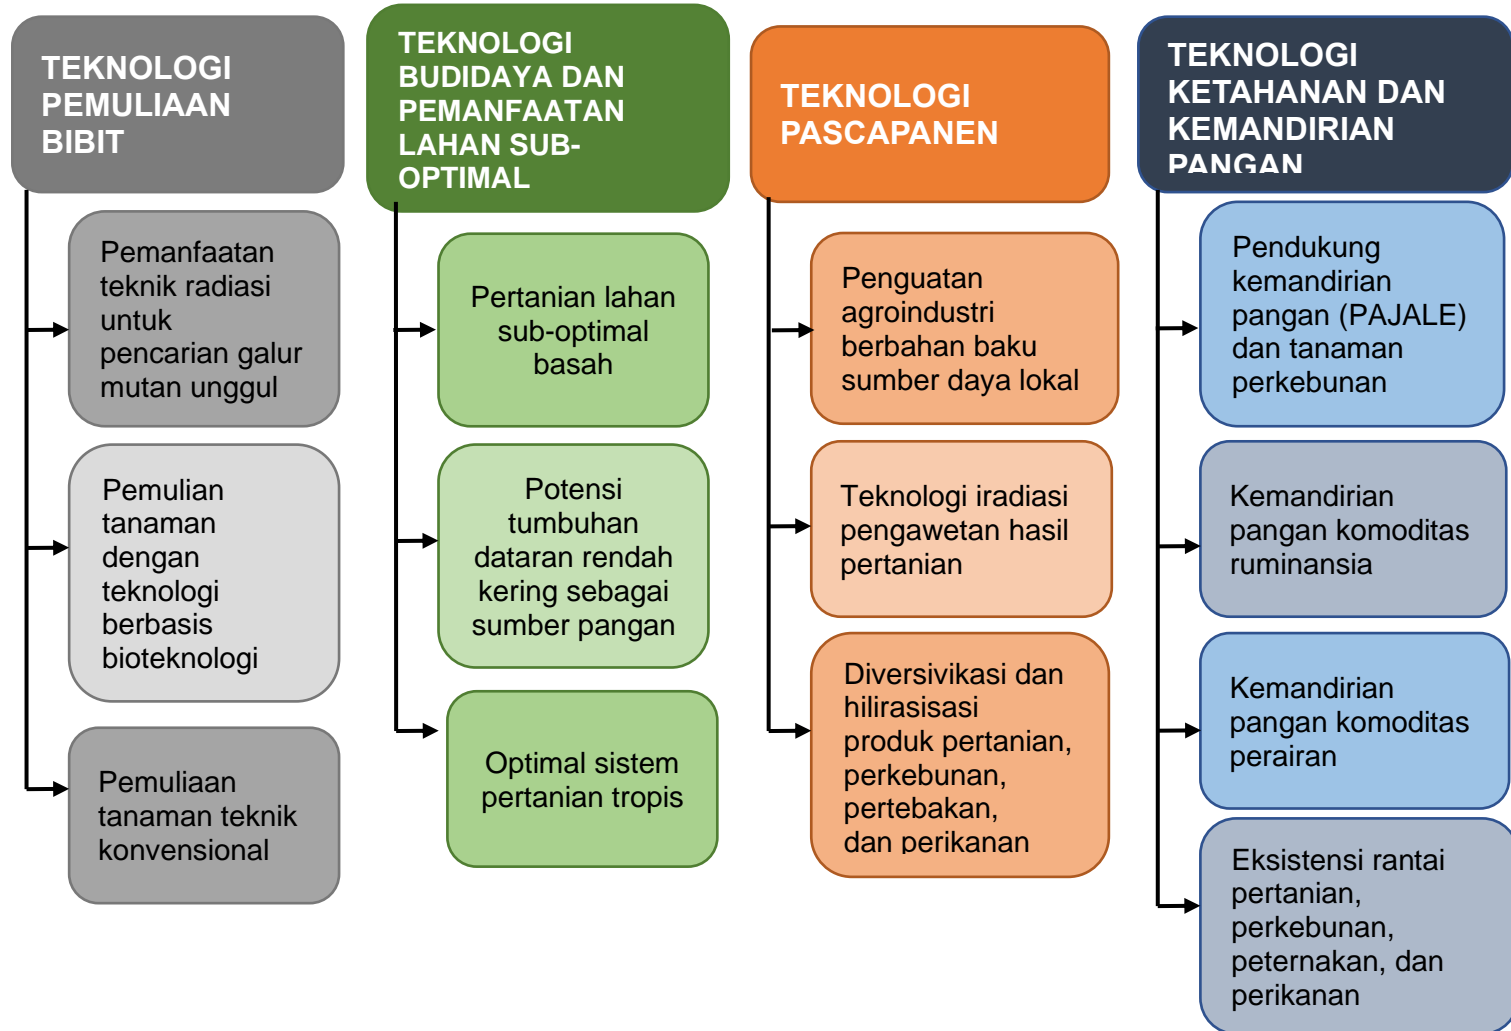 TEKNOLOGI
PEMULIAAN
BIBIT
Pemanfaatan
teknik radiasi
untuk
pencarian galur
mutan unggul
Pemulian
tanaman
dengan
teknologi
berbasis
bioteknologi
Pemuliaan
tanaman teknik
konvensional
TEKNOLOGI
BUDIDAYA DAN
PEMANFAATAN
LAHAN SUB-
OPTIMAL
Pertanian lahan
sub-optimal
basah
Potensi
tumbuhan
dataran rendah
kering sebagai
sumber pangan
Optimal sistem
pertanian tropis
TEKNOLOGI
PASCAPANEN
Penguatan
agroindustri
berbahan baku
sumber daya lokal
Teknologi iradiasi
pengawetan hasil
pertanian
Diversivikasi dan
hilirasisasi
produk pertanian,
perkebunan,
pertebakan,
dan perikanan
TEKNOLOGI
KETAHANAN DAN
KEMANDIRIAN
PANGAN
Pendukung
kemandirian
pangan (PAJALE)
dan tanaman
perkebunan
Kemandirian
pangan komoditas
ruminansia
Kemandirian
pangan komoditas
perairan
Eksistensi rantai
pertanian,
perkebunan,
peternakan, dan
perikanan